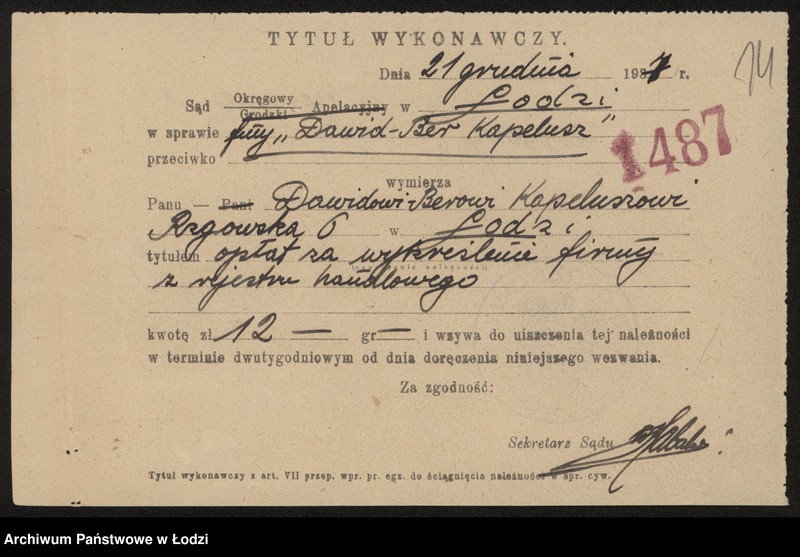 TYTUŁ WYKONAWCZY.
14
Dnia 21 grudnia 1937 r.
Sąd Okręgowy Grodzki Apelacyjny w Łodzi
w sprawie firmy „Dawid-Ber Kapelusz"
1487
przeciwko
wymierza
Panu — Pani Dawidowi-Berowi Kapeluszowi
Rzgowska 6 w Łodzi
tytułem opłat za wykreślenie firmy
z rejestru handlowego
kwotę zł 12 — gr — i wzywa do uiszczenia tej należności
w terminie dwutygodniowym od dnia doręczenia niniejszego wezwania.
Za zgodność:
Sekretarz Sądu
Tytuł wykonawczy z art. VII przep. wpr. pr. egz. do ściągnięcia należności w spr. cyw.
Archiwum Państwowe w Łodzi